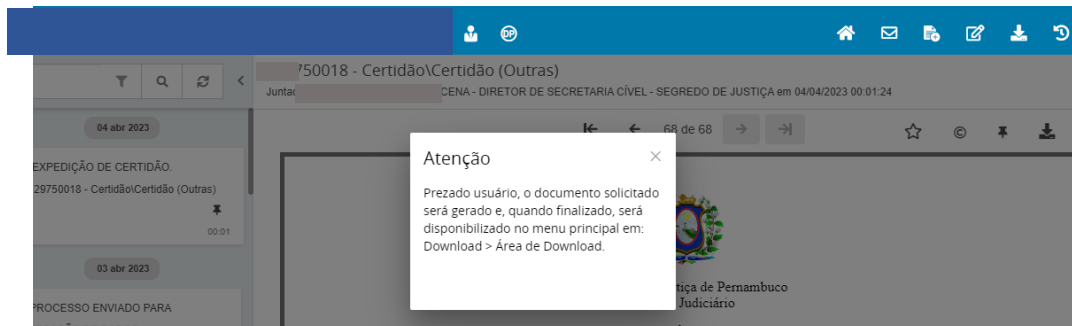 DP
750018 - Certidão\Certidão (Outras)
CENA - DIRETOR DE SECRETARIA CÍVEL - SEGREDO DE JUSTIÇA em 04/04/2023 00:01:24
68 de 68
04 abr 2023
EXPEDIÇÃO DE CERTIDÃO.
29750018 - Certidão\Certidão (Outras)
00:01
03 abr 2023
PROCESSO ENVIADO PARA
Atenção
Prezado usuário, o documento solicitado
será gerado e, quando finalizado, será
disponibilizado no menu principal em:
Download > Área de Download.
tiça de Pernambuco
Judiciário